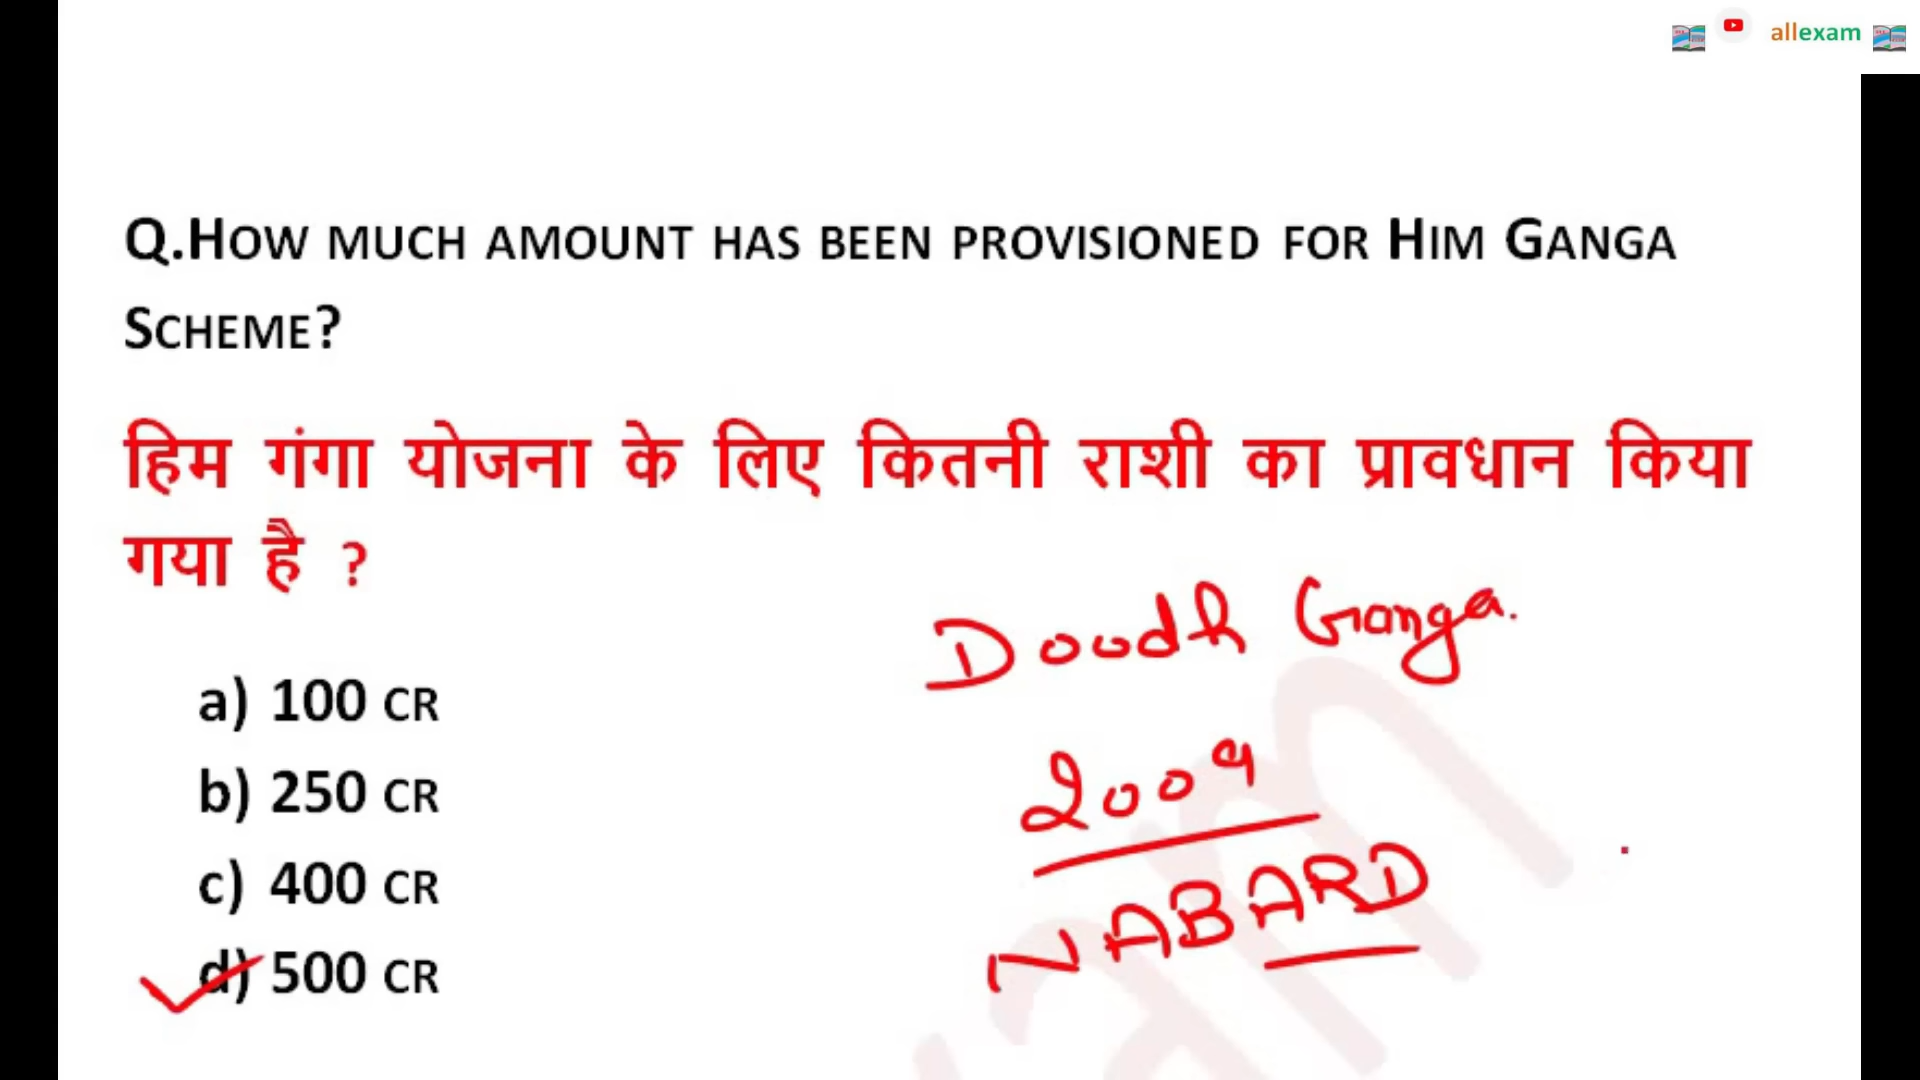 allexam
Q.How much amount has been provisioned for Him Ganga
Scheme?
हिम गंगा योजना के लिए कितनी राशी का प्रावधान किया
गया है ?
Doodh Ganga.
a) 100 cr
2009
b) 250 cr
NABARD
c) 400 cr
d) 500 cr